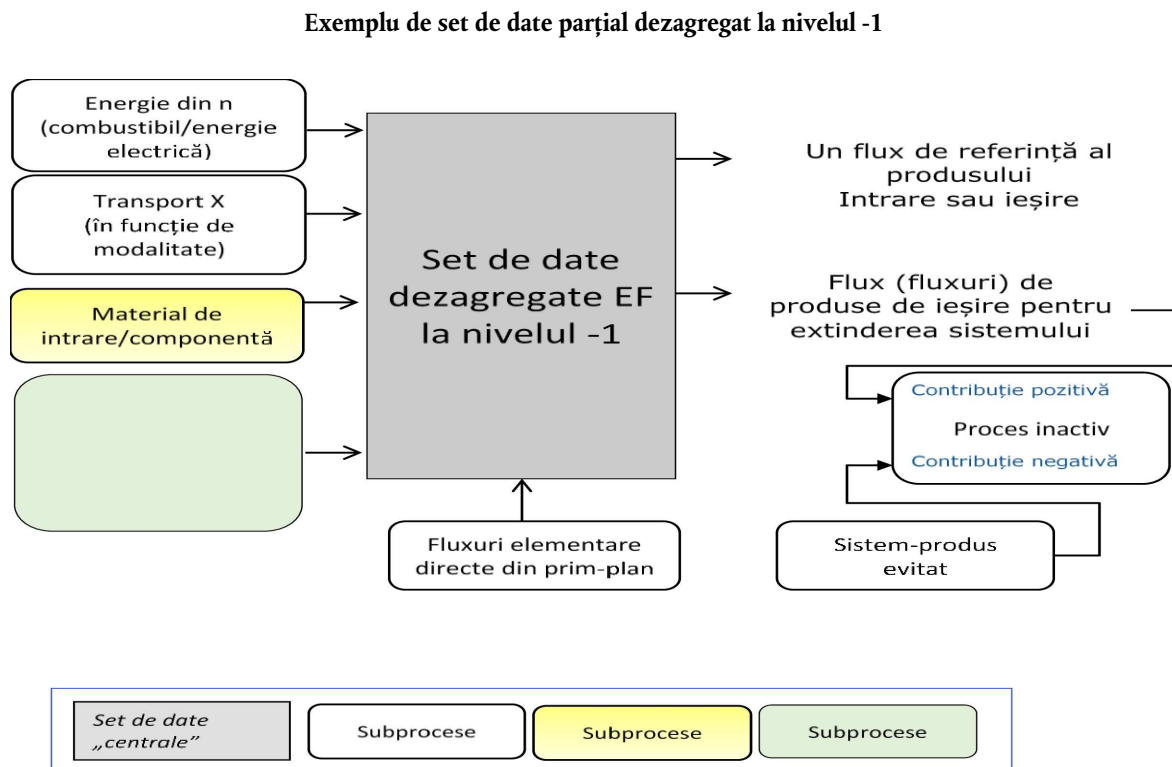 Exemplu de set de date parțial dezagregat la nivelul -1
Energie din n
(combustibil/energie
electrică)
Transport X
(în funcție de
modalitate)
Material de
intrare/componentă
Set de date
dezagregate EF
la nivelul -1
Fluxuri elementare
directe din prim-plan
Un flux de referință al
produsului
Intrare sau ieșire
Flux (fluxuri) de
produse de ieșire pentru
extinderea sistemului
Contribuție pozitivă
Proces inactiv
Contribuție negativă
Sistem-produs
evitat
Set de date
„centrale”
Subprocese
Subprocese
Subprocese